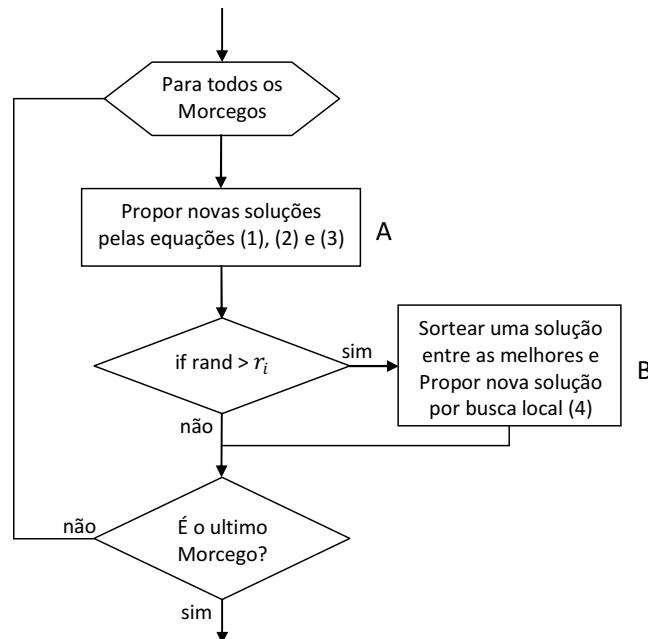 Para todos os
Morcegos
Propor novas soluções
pelas equações (1), (2) e (3)
A
if rand > rᵢ
sim
Sortear uma solução
entre as melhores e
Propor nova solução
por busca local (4)
B
não
É o ultimo
Morcego?
não
sim